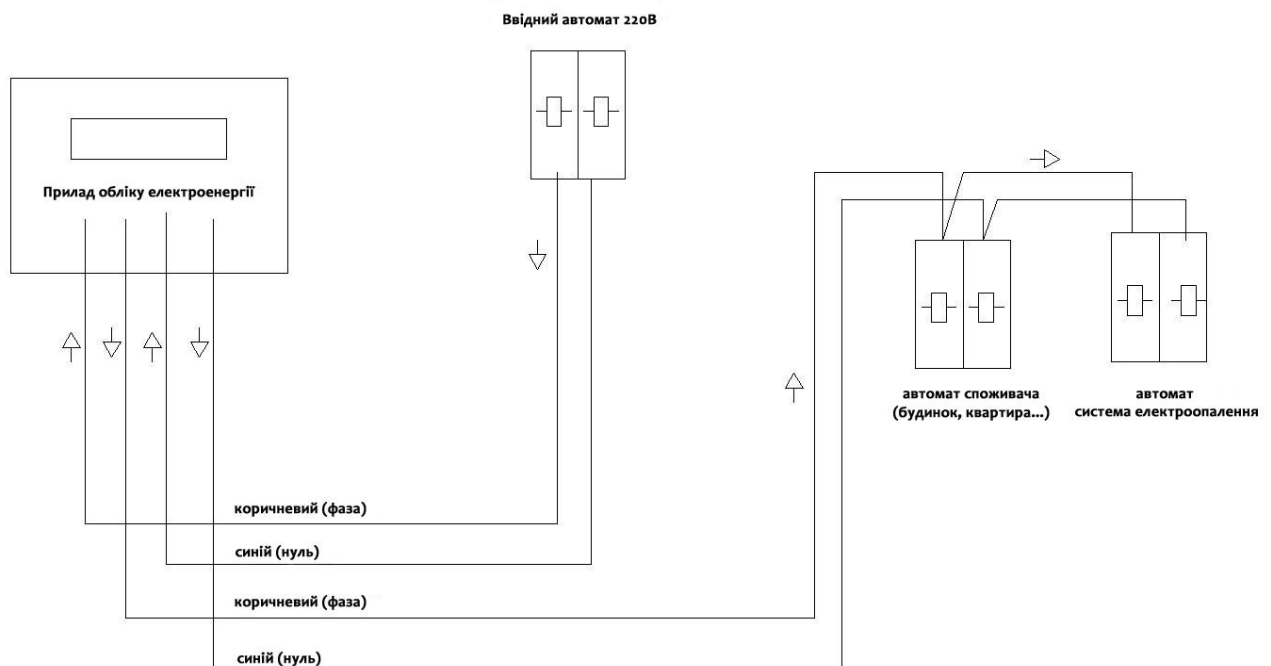 Ввідний автомат 220В
Прилад обліку електроенергії
автомат споживача
(будинок, квартира...)
автомат
система електроопалення
коричневий (фаза)
синій (нуль)
коричневий (фаза)
синій (нуль)